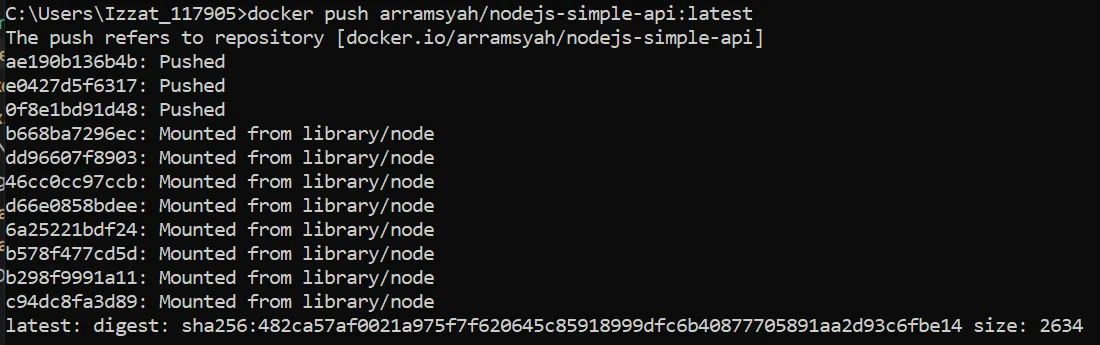 C:\Users\Izzat_117905>docker push arramsyah/nodejs-simple-api:latest
The push refers to repository [docker.io/arramsyah/nodejs-simple-api]
ae190b136b4b: Pushed
e0427d5f6317: Pushed
0f8e1bd91d48: Pushed
b668ba7296ec: Mounted from library/node
dd96607f8903: Mounted from library/node
46cc0cc97ccb: Mounted from library/node
d66e0858bdee: Mounted from library/node
6a25221bdf24: Mounted from library/node
b578f477cd5d: Mounted from library/node
b298f9991a11: Mounted from library/node
c94dc8fa3d89: Mounted from library/node
latest: digest: sha256:482ca57af0021a975f7f620645c85918999dfc6b40877705891aa2d93c6fbe14 size: 2634